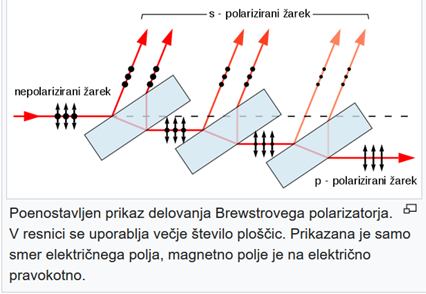 s - polarizirani žarek
nepolarizirani žarek
p - polarizirani žarek
Poenostavljen prikaz delovanja Brewstrovega polarizatorja.
V resnici se uporablja večje število ploščic. Prikazana je samo
smer električnega polja, magnetno polje je na električno
pravokotno.